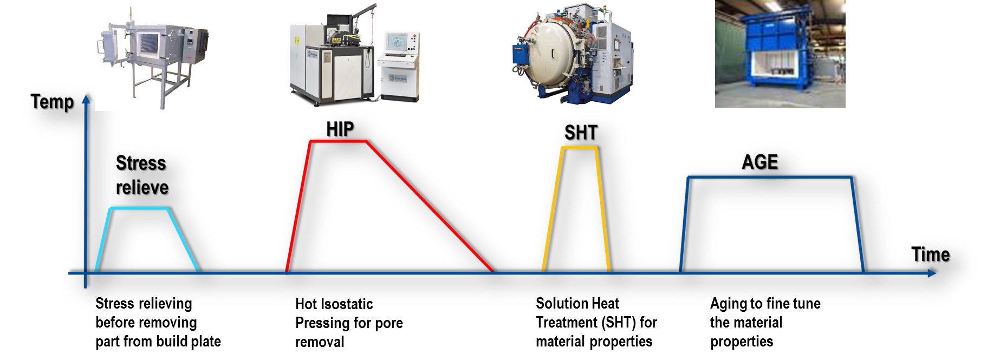 Temp
Stress
relieve
HIP
SHT
AGE
Time
Stress relieving
before removing
part from build plate
Hot Isostatic
Pressing for pore
removal
Solution Heat
Treatment (SHT) for
material properties
Aging to fine tune
the material
properties